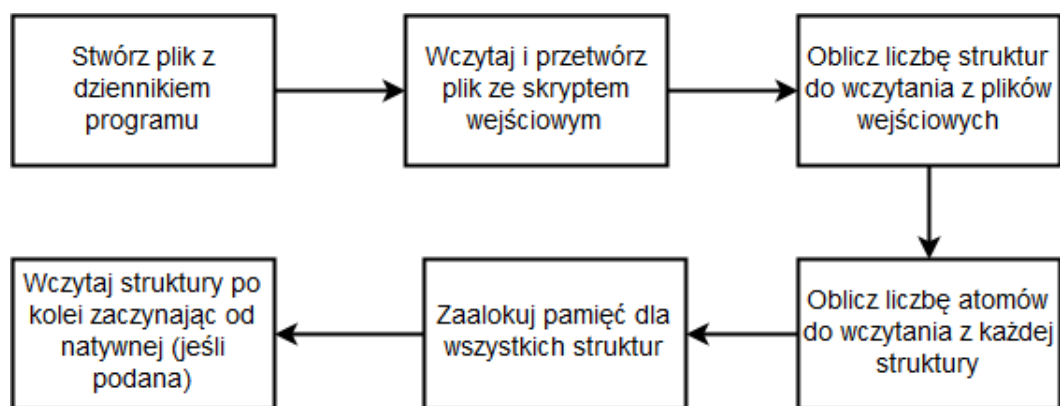 Stwórz plik z
dziennikiem
programu
Wczytaj i przetwórz
plik ze skryptem
wejściowym
Oblicz liczbę struktur
do wczytania z plików
wejściowych
Oblicz liczbę atomów
do wczytania z każdej
struktury
Zaalokuj pamięć dla
wszystkich struktur
Wczytaj struktury po
kolei zaczynając od
natywnej (jeśli
podana)